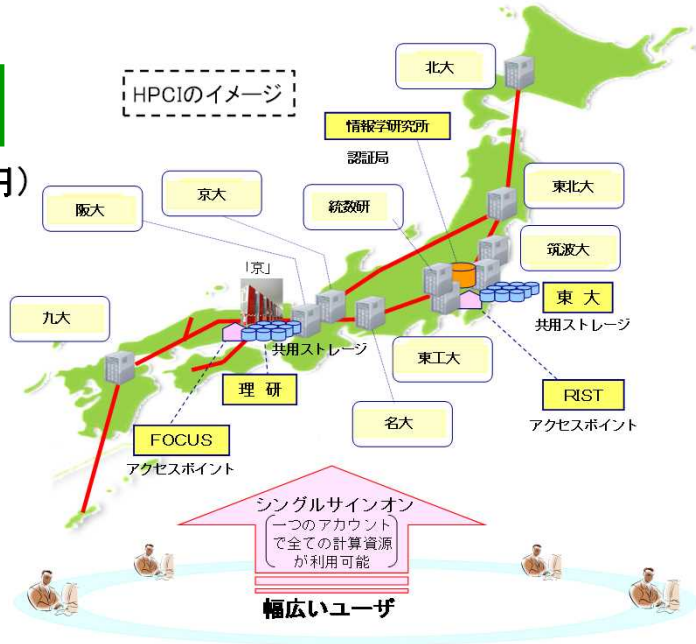 HPCIのイメージ
円)
北大
情報学研究所
認証局
東北大
京大
統数研
阪大
筑波大
「京」
九大
東 大
共用ストレージ
共用ストレージ
東工大
理 研
RIST
アクセスポイント
名大
FOCUS
アクセスポイント
シングルサインオン
一つのアカウント
で全ての計算資源
が利用可能
幅広いユーザ